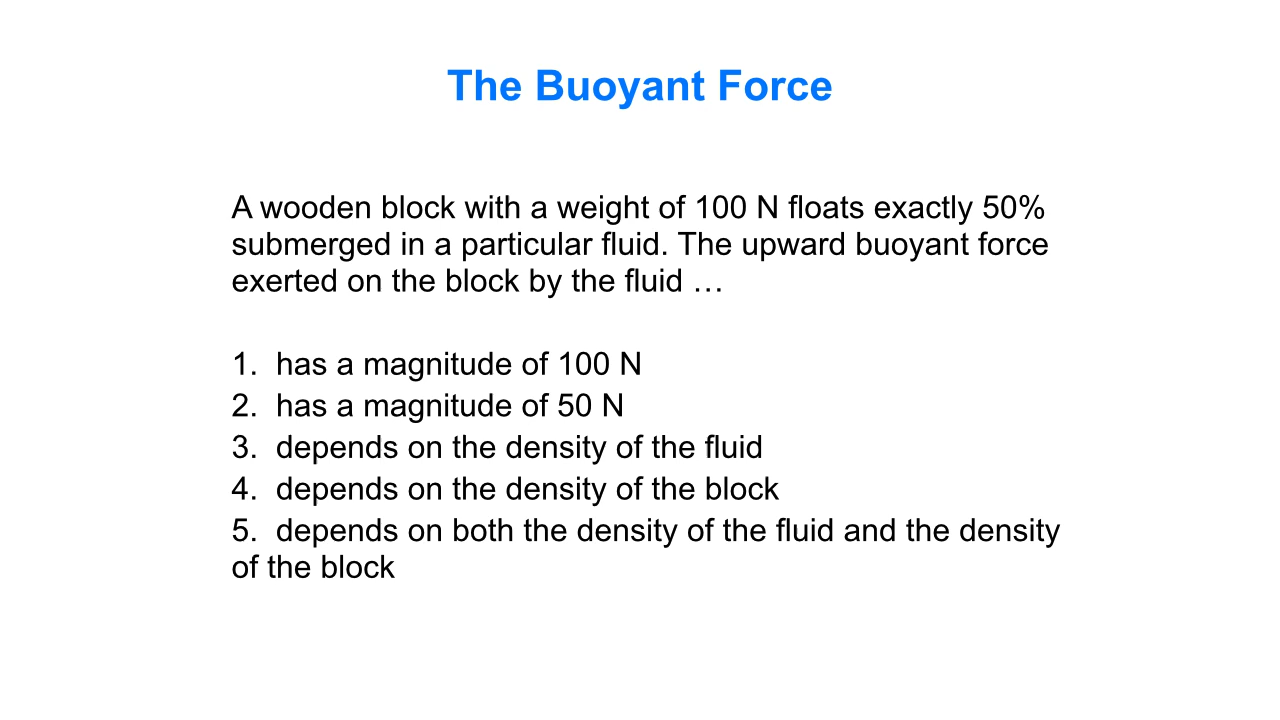 The Buoyant Force
A wooden block with a weight of 100 N floats exactly 50%
submerged in a particular fluid. The upward buoyant force
exerted on the block by the fluid …
1. has a magnitude of 100 N
2. has a magnitude of 50 N
3. depends on the density of the fluid
4. depends on the density of the block
5. depends on both the density of the fluid and the density
of the block